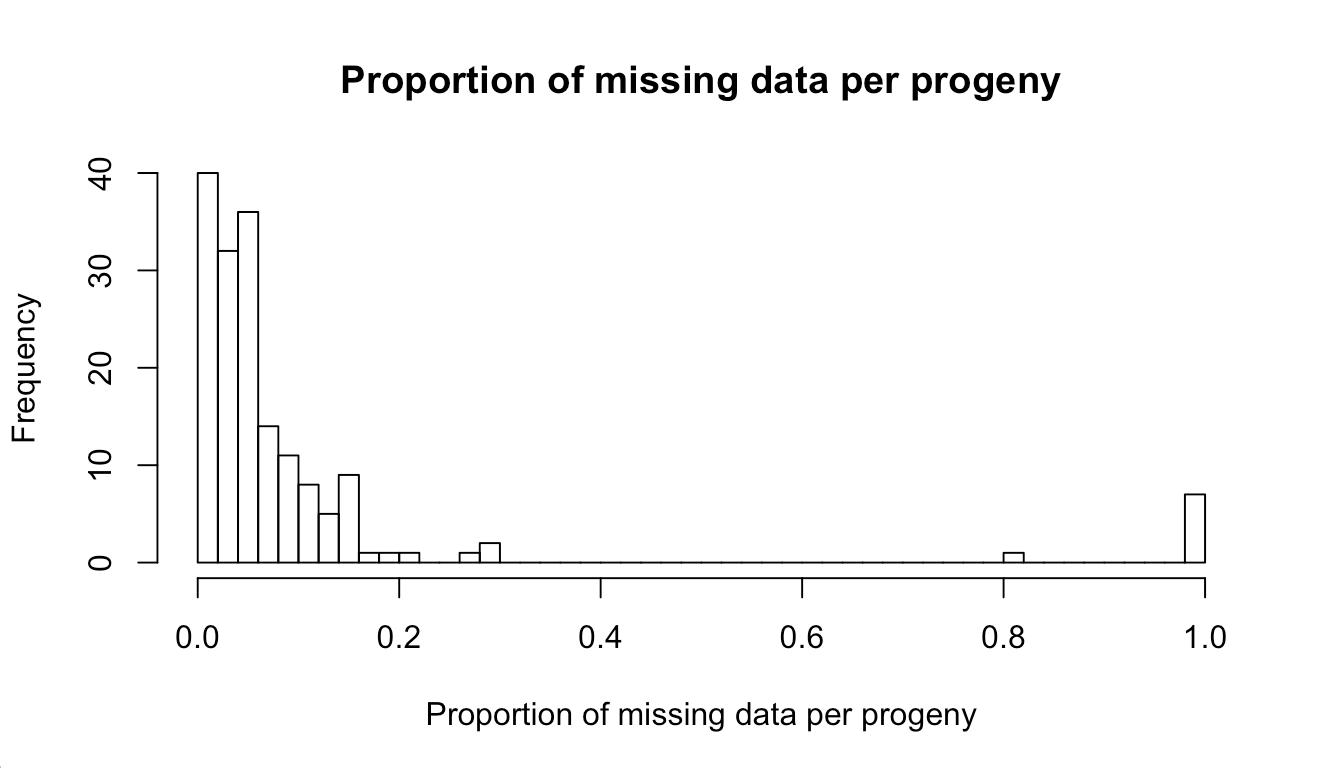 Proportion of missing data per progeny
Frequency
40
30
20
10
0
0.0 0.2 0.4 0.6 0.8 1.0
Proportion of missing data per progeny